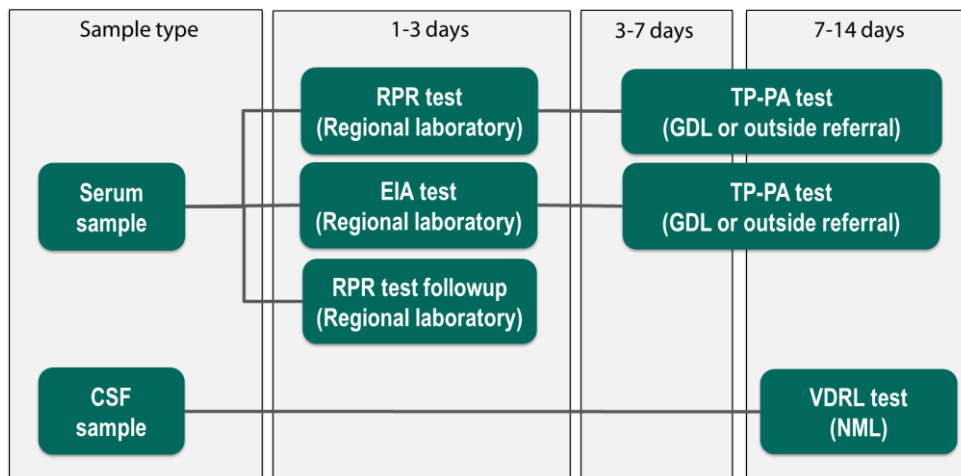 Sample type
1-3 days
3-7 days
7-14 days
RPR test
(Regional laboratory)
TP-PA test
(GDL or outside referral)
Serum
sample
EIA test
(Regional laboratory)
TP-PA test
(GDL or outside referral)
RPR test followup
(Regional laboratory)
CSF
sample
VDRL test
(NML)